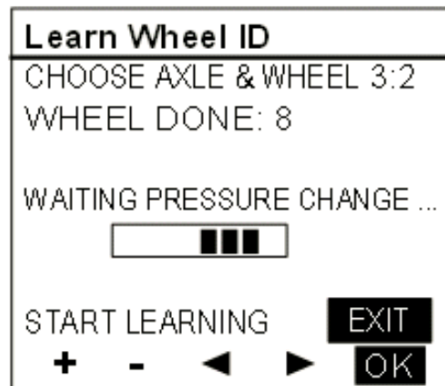 Learn Wheel ID
CHOOSE AXLE & WHEEL 3:2
WHEEL DONE: 8
WAITING PRESSURE CHANGE ...
START LEARNING EXIT
+ - ◀ ▶ OK